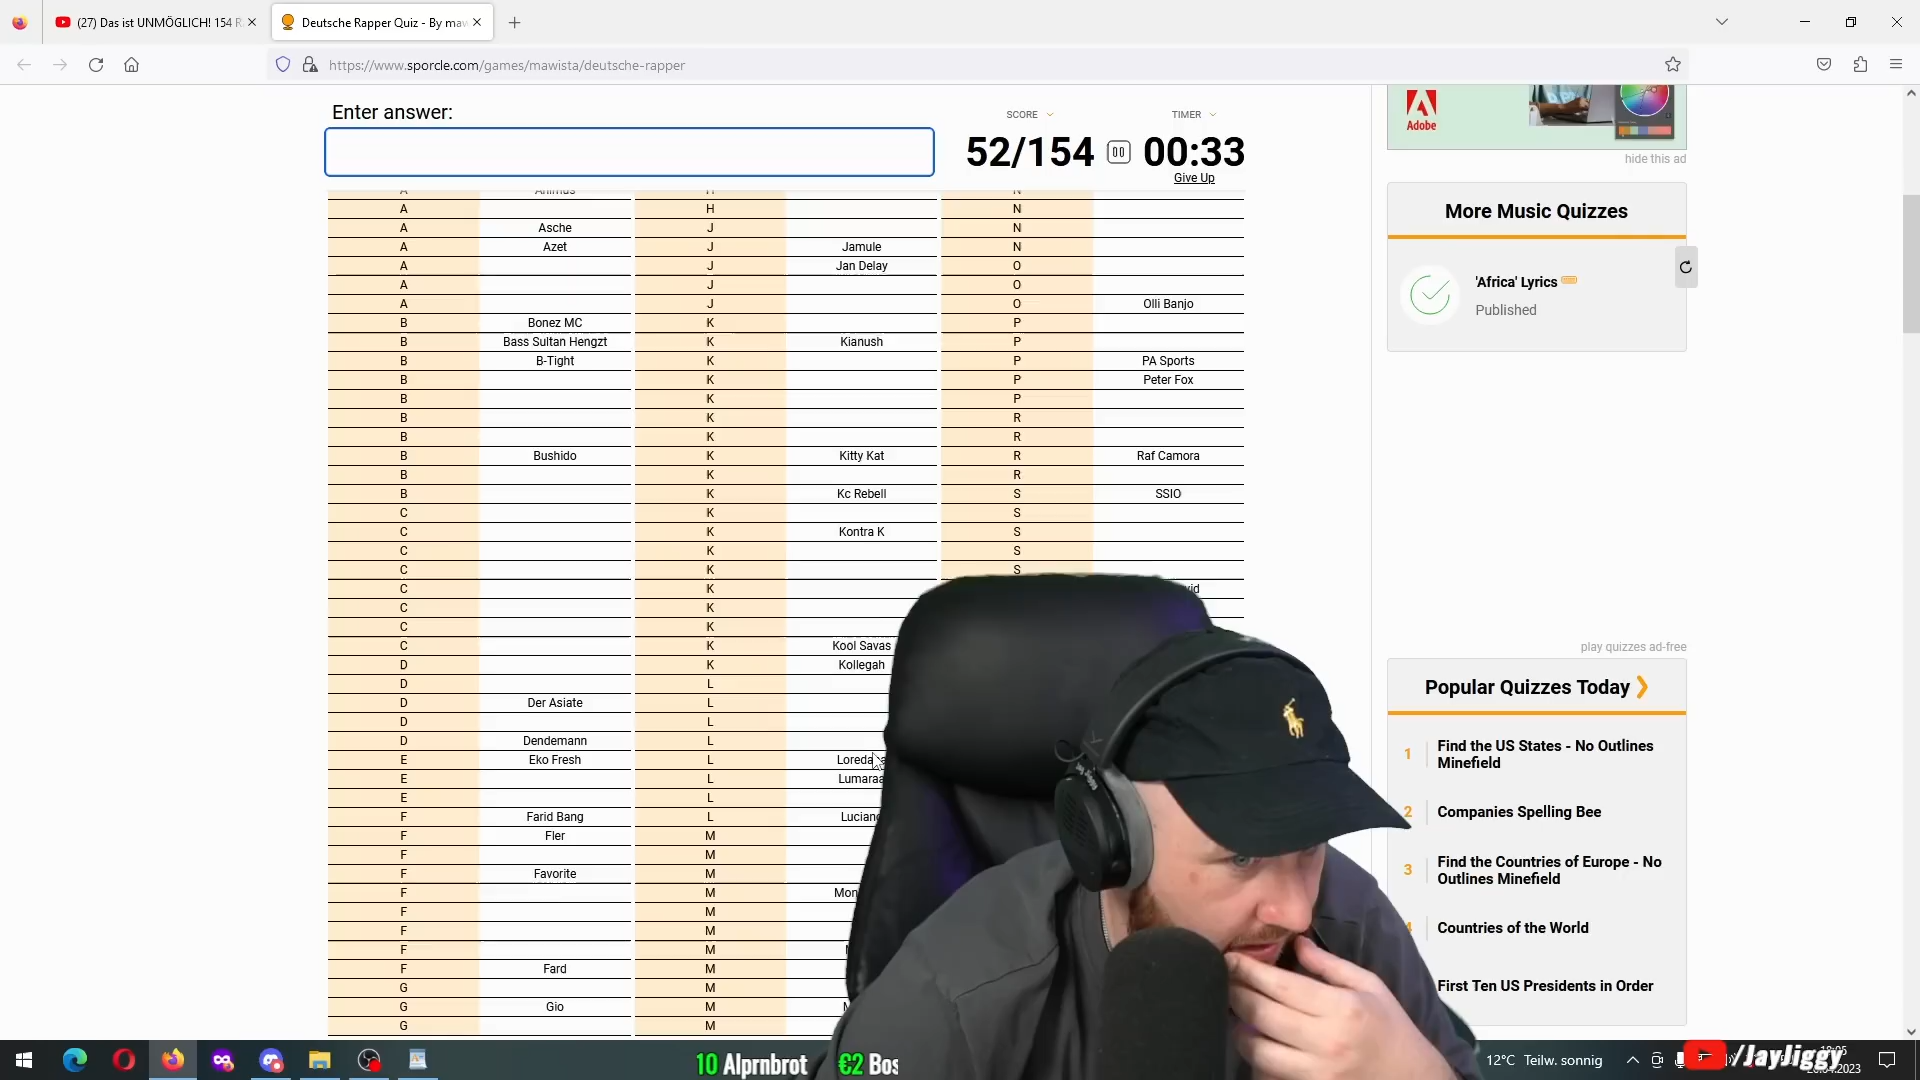 (27) Das ist UNMÖGLICH! 154 R
Deutsche Rapper Quiz - By maw
https://www.sporcle.com/games/mawista/deutsche-rapper
Enter answer:
SCORE
TIMER
52/154
00:33
Give Up
A Animus H N
A H N
A Asche J N
A Azet J Jamule N
A J Jan Delay O
A J O
A J O Olli Banjo
B Bonez MC K P
B Bass Sultan Hengzt K Kianush P
B B-Tight K P PA Sports
B K P Peter Fox
B K P
B K R
B K R
B Bushido K Kitty Kat R Raf Camora
B K R
B K Kc Rebell S SSIO
C K S
C K Kontra K S
C K S
C K S
C K
C K
C K
C K Kool Savas
D K Kollegah
D L
D Der Asiate L
D L
D Dendemann L
E Eko Fresh L
E L Lumaraa
E L
F Farid Bang L
F Fler M
F M
F Favorite M
F M
F M
F M
F M
F Fard M
G M
G Gio M
G M
Adobe
hide this ad
More Music Quizzes
'Africa' Lyrics
Published
play quizzes ad-free
Popular Quizzes Today
1 Find the US States - No Outlines Minefield
2 Companies Spelling Bee
3 Find the Countries of Europe - No Outlines Minefield
Countries of the World
First Ten US Presidents in Order
10 Alprnbrot €2 Bos
12°C Teilw. sonnig
/JayJiggy